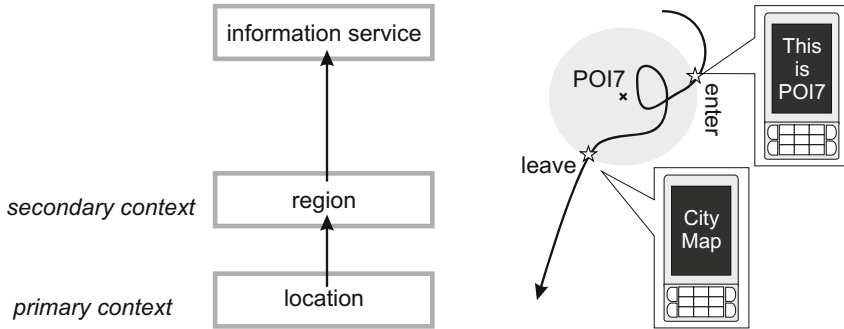 information service
secondary context
region
primary context
location
POI7
enter
leave
This
is
POI7
City
Map